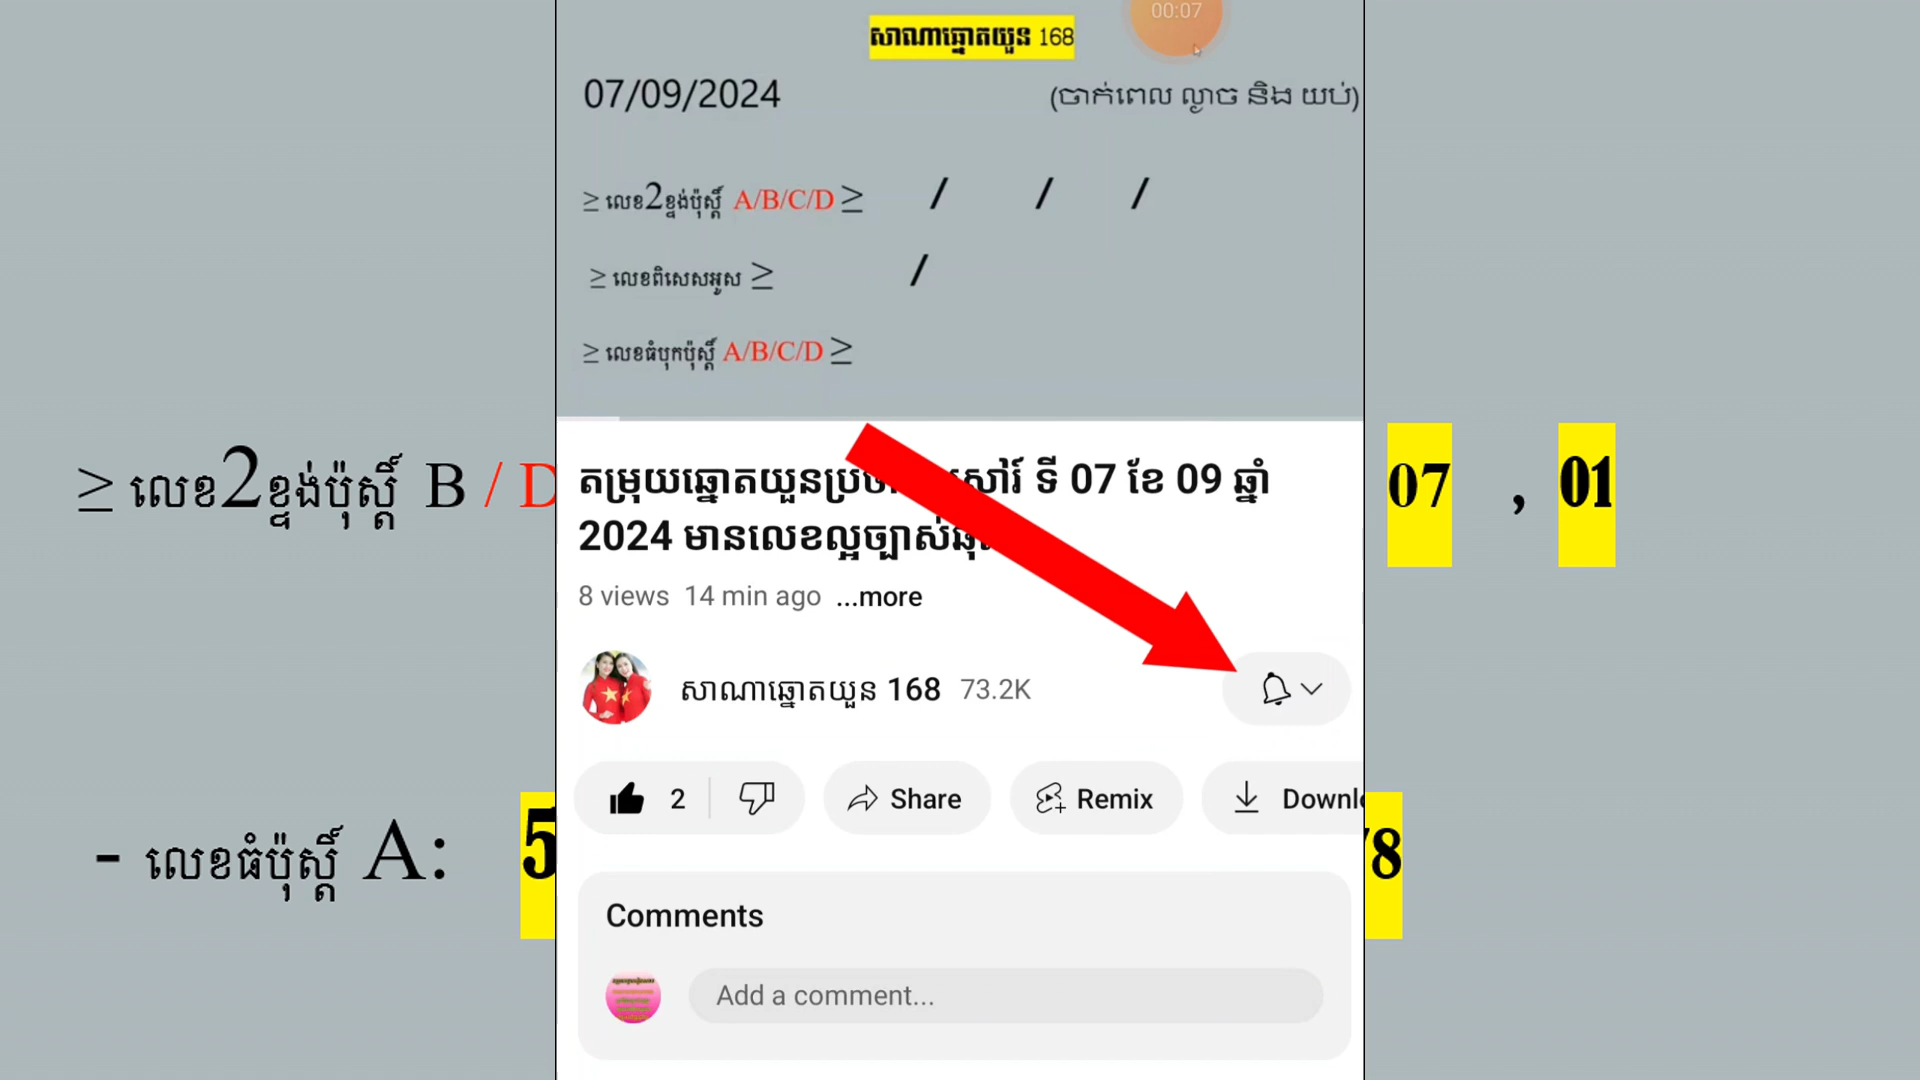 00:07
សាណាឆ្នោតយួន 168
07/09/2024
(ចាក់ពេល ល្ងាច និង យប់)
≥ លេខ2ខ្ទង់ប៉ុស្តិ៍ A/B/C/D ≥ / / /
≥ លេខពិសេសអូស ≥ /
≥ លេខធំបុកប៉ុស្តិ៍ A/B/C/D ≥
តម្រុយឆ្នោតយួនប្រចាំ សៅរ៍ ទី 07 ខែ 09 ឆ្នាំ
2024 មានលេខល្អច្បាស់
8 views 14 min ago ...more
សាណាឆ្នោតយួន 168 73.2K
2 Share Remix Downl
Comments
Add a comment...
≥ លេខ2ខ្ទង់ប៉ុស្តិ៍ B / D
07 , 01
- លេខធំប៉ុស្តិ៍ A: 5
/8